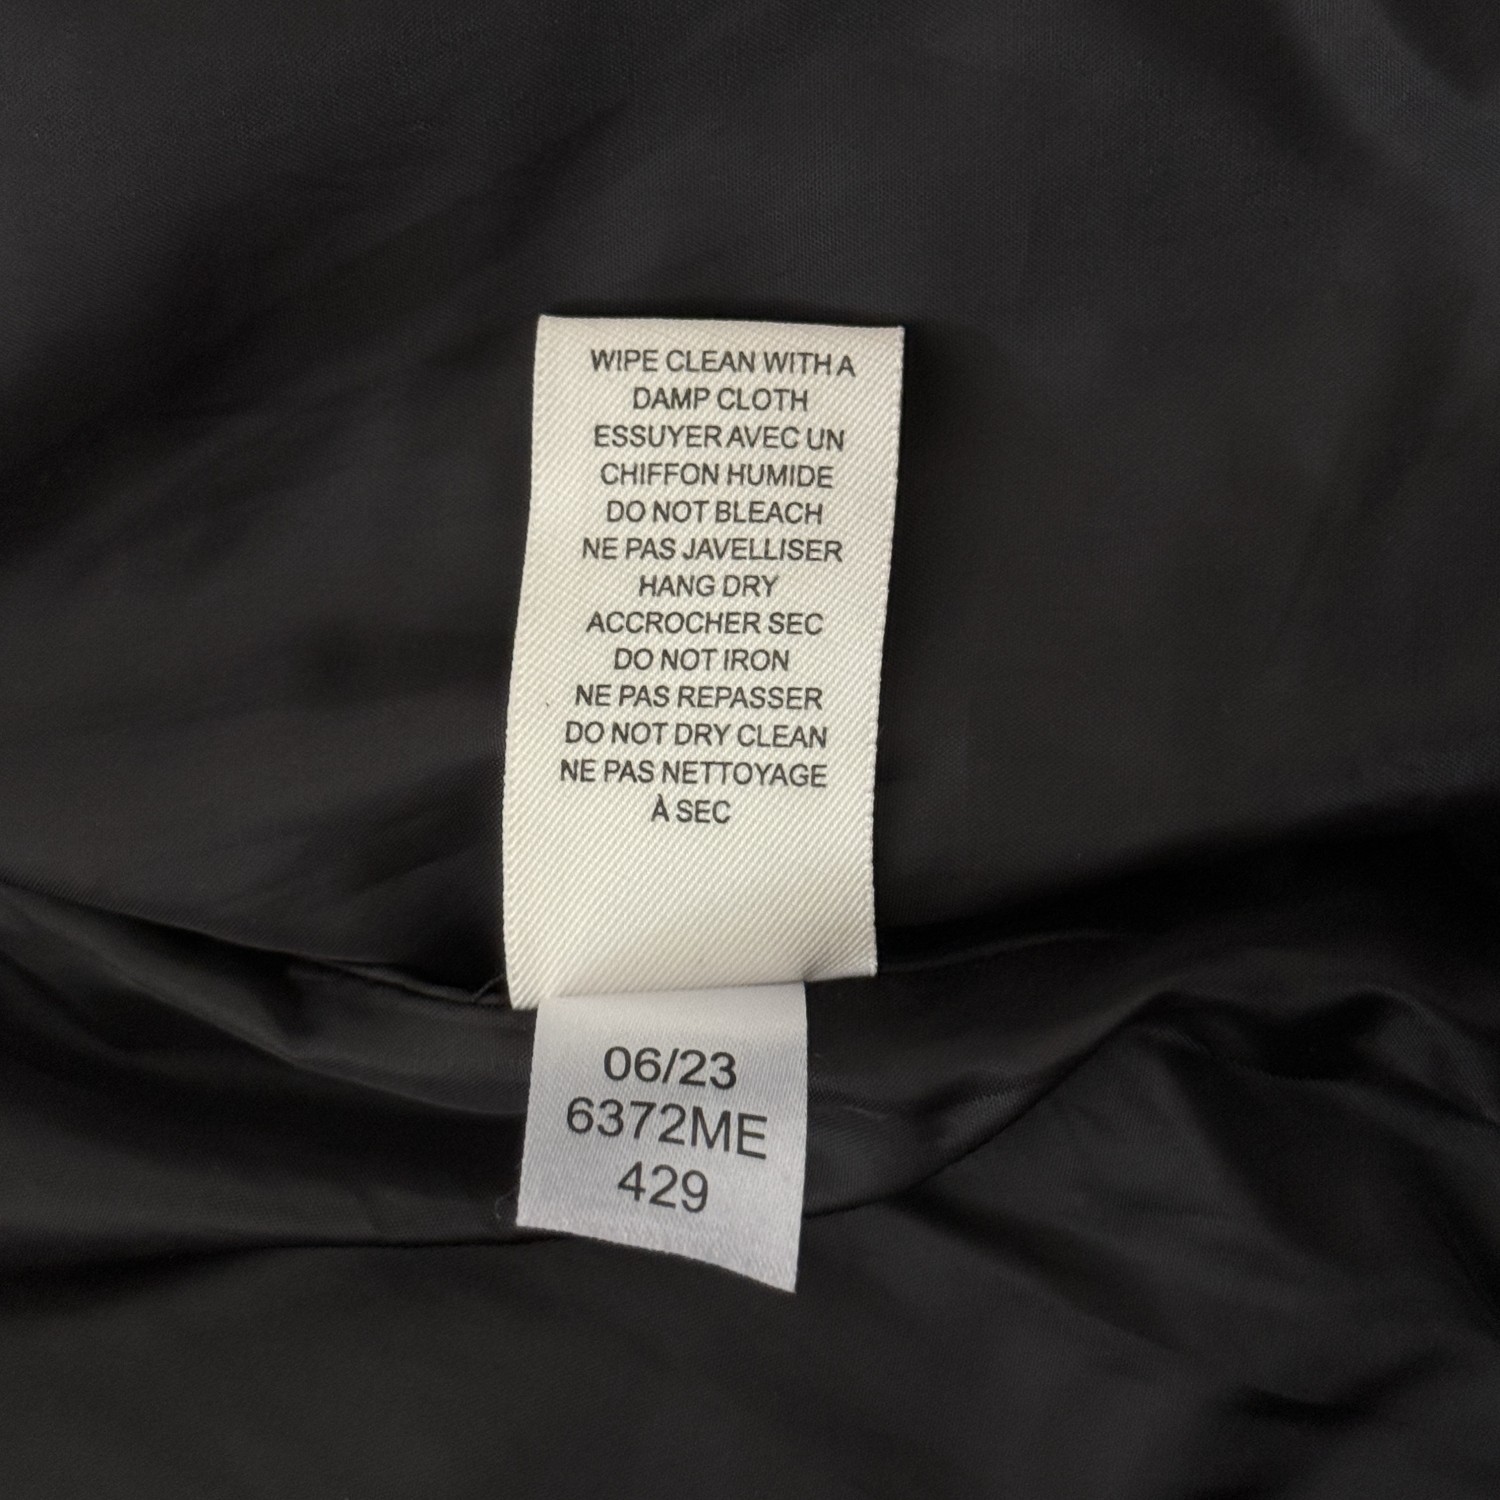 WIPE CLEAN WITH A
DAMP CLOTH
ESSUYER AVEC UN
CHIFFON HUMIDE
DO NOT BLEACH
NE PAS JAVELLISER
HANG DRY
ACCROCHER SEC
DO NOT IRON
NE PAS REPASSER
DO NOT DRY CLEAN
NE PAS NETTOYAGE
À SEC
06/23
6372ME
429